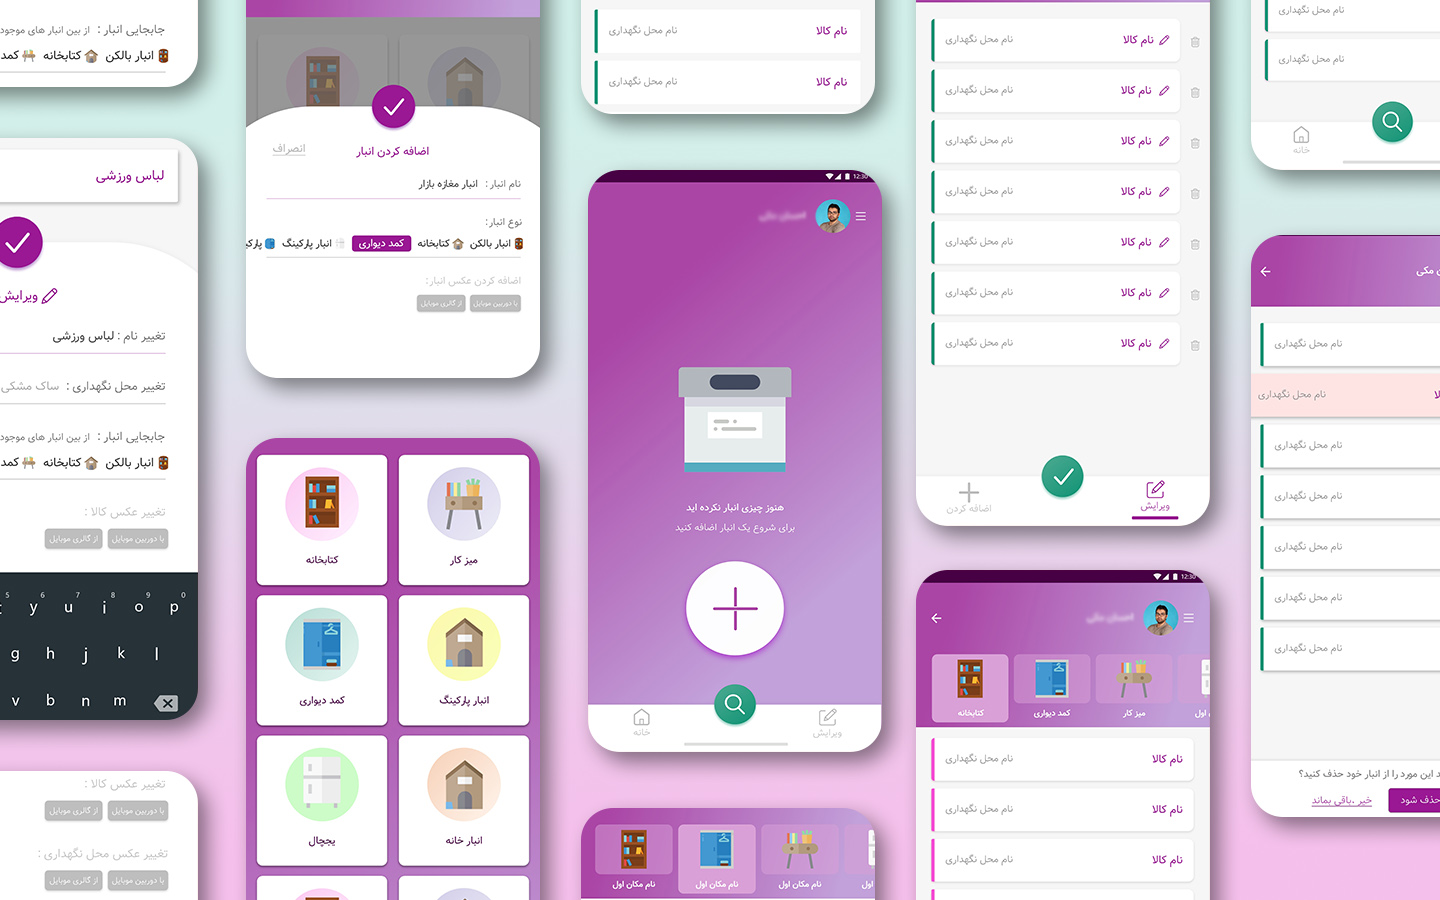 جابجایی انبار : از بین انبار های موجود
انبار بالکن کتابخانه کمد
لباس ورزشی
ویرایش
تغییر نام : لباس ورزشی
تغییر محل نگهداری : ساک مشکی
جابجایی انبار : از بین انبار های موجود
انبار بالکن کتابخانه کمد
تغییر عکس کالا :
با دوربین موبایل از گالری موبایل
5 6 7 8 9 0
t y u i o p
g h j k l
v b n m
تغییر عکس کالا :
با دوربین موبایل از گالری موبایل
تغییر عکس محل نگهداری :
با دوربین موبایل از گالری موبایل
اضافه کردن انبار
انصراف
نام انبار : انبار مغازه بازار
نوع انبار:
انبار بالکن کتابخانه کمد دیواری انبار پارکینگ
اضافه کردن عکس انبار:
با دوربین موبایل از گالری موبایل
میز کار
کتابخانه
انبار پارکینگ
کمد دیواری
انبار خانه
یخچال
نام کالا نام محل نگهداری
نام کالا نام محل نگهداری
12:30
هنوز چیزی انبار نکرده اید
برای شروع یک انبار اضافه کنید
ویرایش
خانه
نام مکان اول
نام مکان اول
نام مکان اول
اول
نام کالا نام محل نگهداری
نام کالا نام محل نگهداری
نام کالا نام محل نگهداری
نام کالا نام محل نگهداری
نام کالا نام محل نگهداری
نام کالا نام محل نگهداری
نام کالا نام محل نگهداری
ویرایش
اضافه کردن
12:30
کتابخانه
کمد دیواری
میز کار
اول
نام کالا نام محل نگهداری
نام کالا نام محل نگهداری
نام کالا نام محل نگهداری
نام محل نگهداری
نام محل نگهداری
خانه
مکی
نام محل نگهداری
نام محل نگهداری
نام محل نگهداری
نام محل نگهداری
نام محل نگهداری
نام محل نگهداری
نام محل نگهداری
این مورد را از انبار خود حذف کنید؟
حذف شود
خیر ،باقی بماند